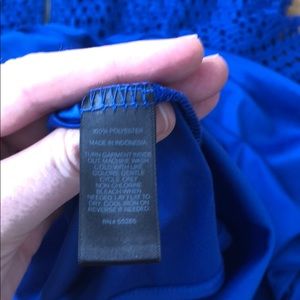 100% POLYESTER
MADE IN INDONESIA
TURN GARMENT INSIDE
OUT. MACHINE WASH
COLD WITH LIKE
COLORS. GENTLE
CYCLE. ONLY
NON-CHLORINE
BLEACH WHEN
NEEDED. LAY FLAT TO
DRY. COOL IRON ON
REVERSE IF NEEDED.
RN#